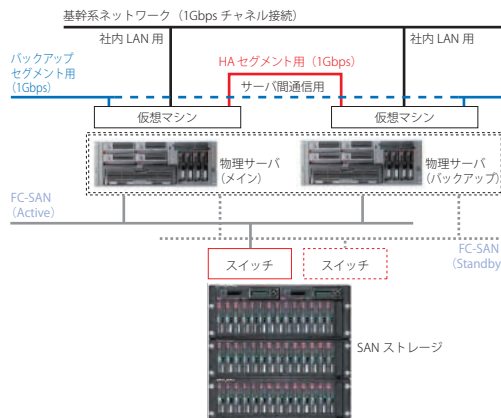 基幹系ネットワーク（1Gbps チャネル接続）
社内 LAN 用
社内 LAN 用
バックアップ
セグメント用
（1Gbps）
HA セグメント用（1Gbps）
サーバ間通信用
仮想マシン
仮想マシン
物理サーバ
（メイン）
物理サーバ
（バックアップ）
FC-SAN
（Active）
FC-SAN
（Standby
スイッチ
スイッチ
SAN ストレージ